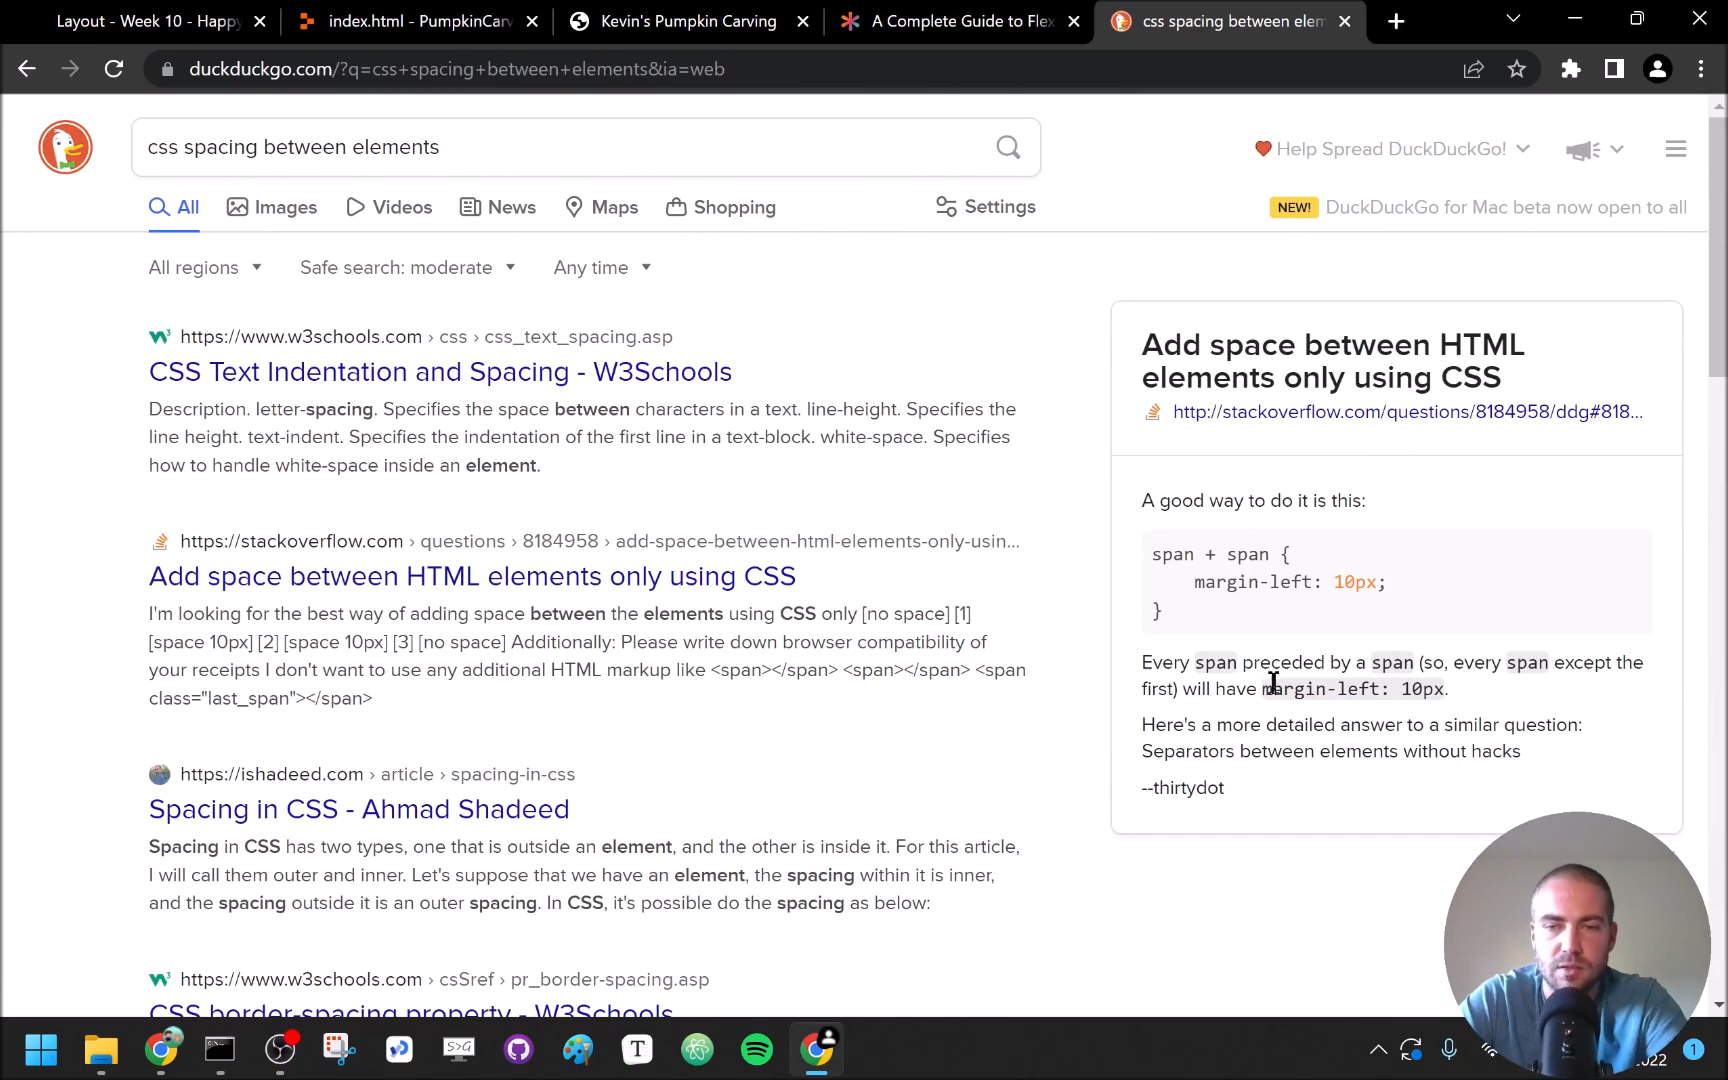 Layout - Week 10 - Happy
index.html - PumpkinCarv
Kevin's Pumpkin Carving
A Complete Guide to Flex
css spacing between elem
duckduckgo.com/?q=css+spacing+between+elements&ia=web
css spacing between elements
Help Spread DuckDuckGo!
All
Images
Videos
News
Maps
Shopping
Settings
NEW! DuckDuckGo for Mac beta now open to all
All regions
Safe search: moderate
Any time
https://www.w3schools.com › css › css_text_spacing.asp
CSS Text Indentation and Spacing - W3Schools
Description. letter-spacing. Specifies the space between characters in a text. line-height. Specifies the
line height. text-indent. Specifies the indentation of the first line in a text-block. white-space. Specifies
how to handle white-space inside an element.
https://stackoverflow.com › questions › 8184958 › add-space-between-html-elements-only-usin...
Add space between HTML elements only using CSS
I'm looking for the best way of adding space between the elements using CSS only [no space] [1]
[space 10px] [2] [space 10px] [3] [no space] Additionally: Please write down browser compatibility of
your receipts I don't want to use any additional HTML markup like <span></span> <span></span> <span
class="last_span"></span>
https://ishadeed.com › article › spacing-in-css
Spacing in CSS - Ahmad Shadeed
Spacing in CSS has two types, one that is outside an element, and the other is inside it. For this article,
I will call them outer and inner. Let's suppose that we have an element, the spacing within it is inner,
and the spacing outside it is an outer spacing. In CSS, it's possible do the spacing as below:
https://www.w3schools.com › csSref › pr_border-spacing.asp
CSS border-spacing property - W3Schools
Add space between HTML
elements only using CSS
http://stackoverflow.com/questions/8184958/ddg#818...
A good way to do it is this:
span + span {
margin-left: 10px;
}
Every span preceded by a span (so, every span except the
first) will have margin-left: 10px.
Here's a more detailed answer to a similar question:
Separators between elements without hacks
--thirtydot
S>G
T
2022
1